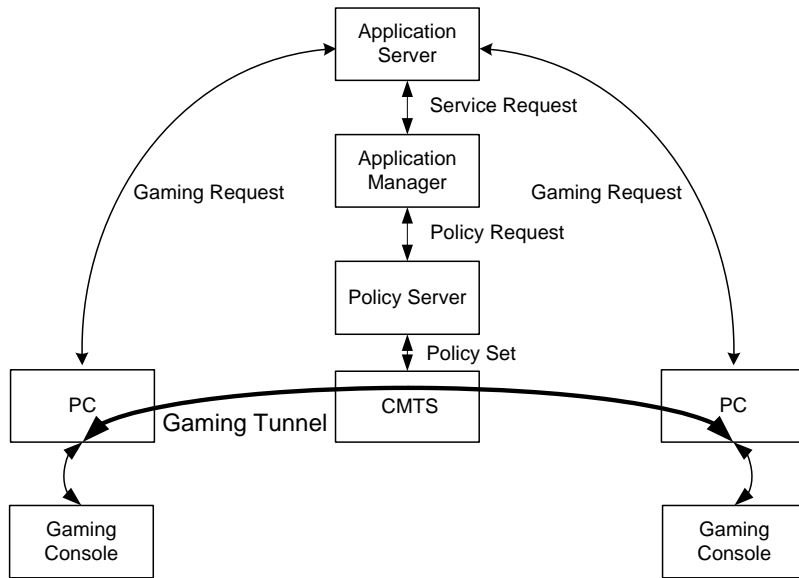 Application
Server
Service Request
Application
Manager
Gaming Request
Gaming Request
Policy Request
Policy Server
Policy Set
PC
CMTS
PC
Gaming Tunnel
Gaming
Console
Gaming
Console